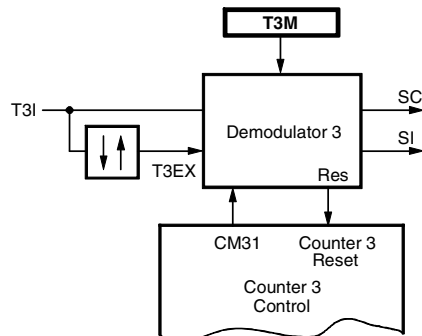 T3M
SC
T3I
Demodulator 3
SI
T3EX
Res
CM31
Counter 3
Reset
Counter 3
Control